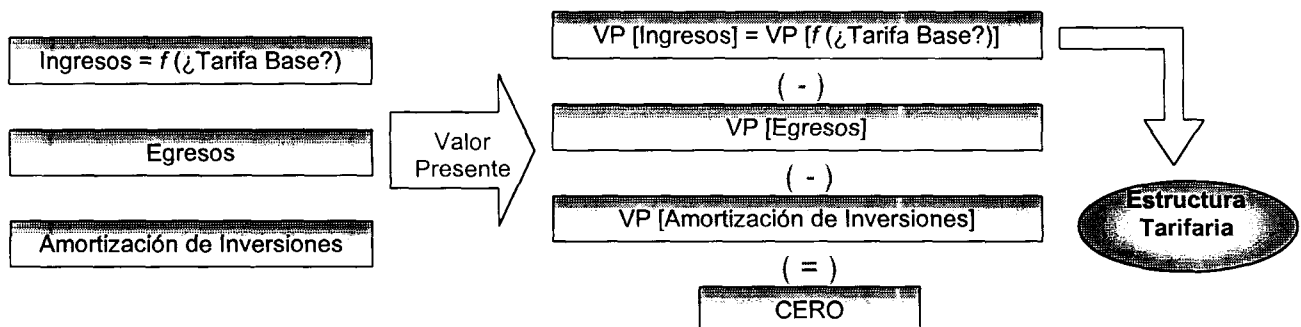 Ingresos = f (¿Tarifa Base?)
Egresos
Amortización de Inversiones
Valor
Presente
VP [Ingresos] = VP [f (¿Tarifa Base?)]
( - )
VP [Egresos]
( - )
VP [Amortización de Inversiones]
( = )
CERO
Estructura
Tarifaria